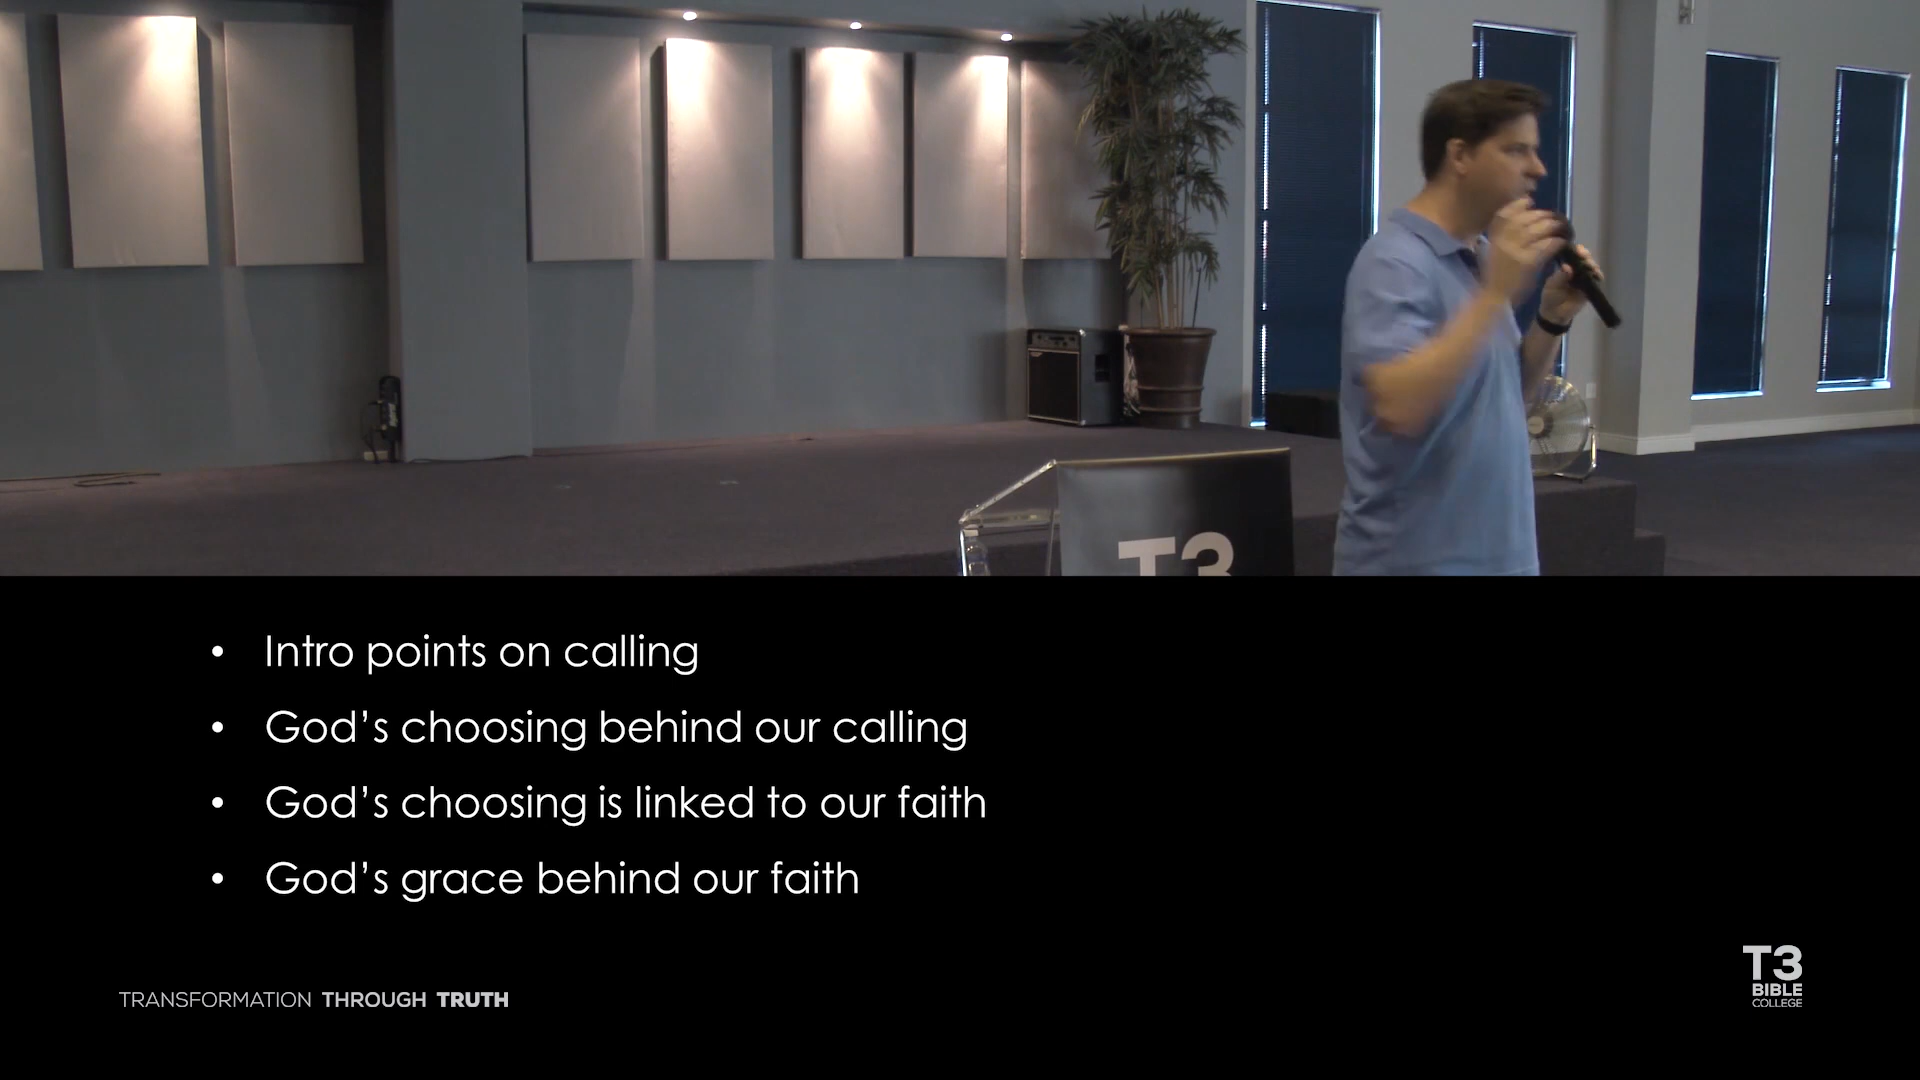 T3
• Intro points on calling
• God’s choosing behind our calling
• God’s choosing is linked to our faith
• God’s grace behind our faith
TRANSFORMATION THROUGH TRUTH
T3
BIBLE
COLLEGE